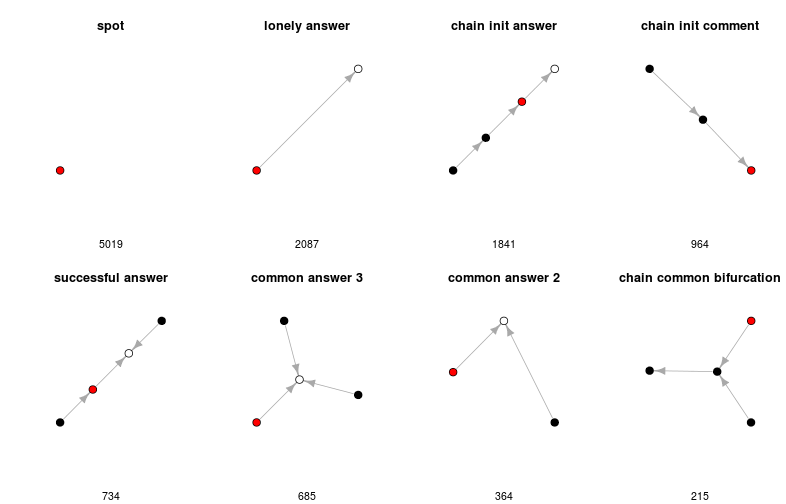 spot
lonely answer
chain init answer
chain init comment
5019
2087
1841
964
successful answer
common answer 3
common answer 2
chain common bifurcation
734
685
364
215